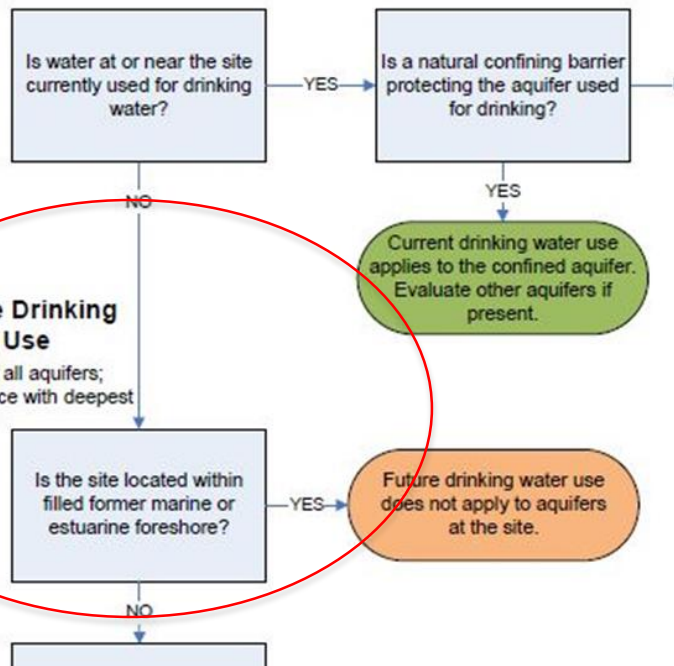 Is water at or near the site
currently used for drinking
water?
YES
Is a natural confining barrier
protecting the aquifer used
for drinking?
NO
YES
Current drinking water use
applies to the confined aquifer.
Evaluate other aquifers if
present.
Drinking
Use
all aquifers;
with deepest
Is the site located within
filled former marine or
estuarine foreshore?
YES
Future drinking water use
does not apply to aquifers
at the site.
NO